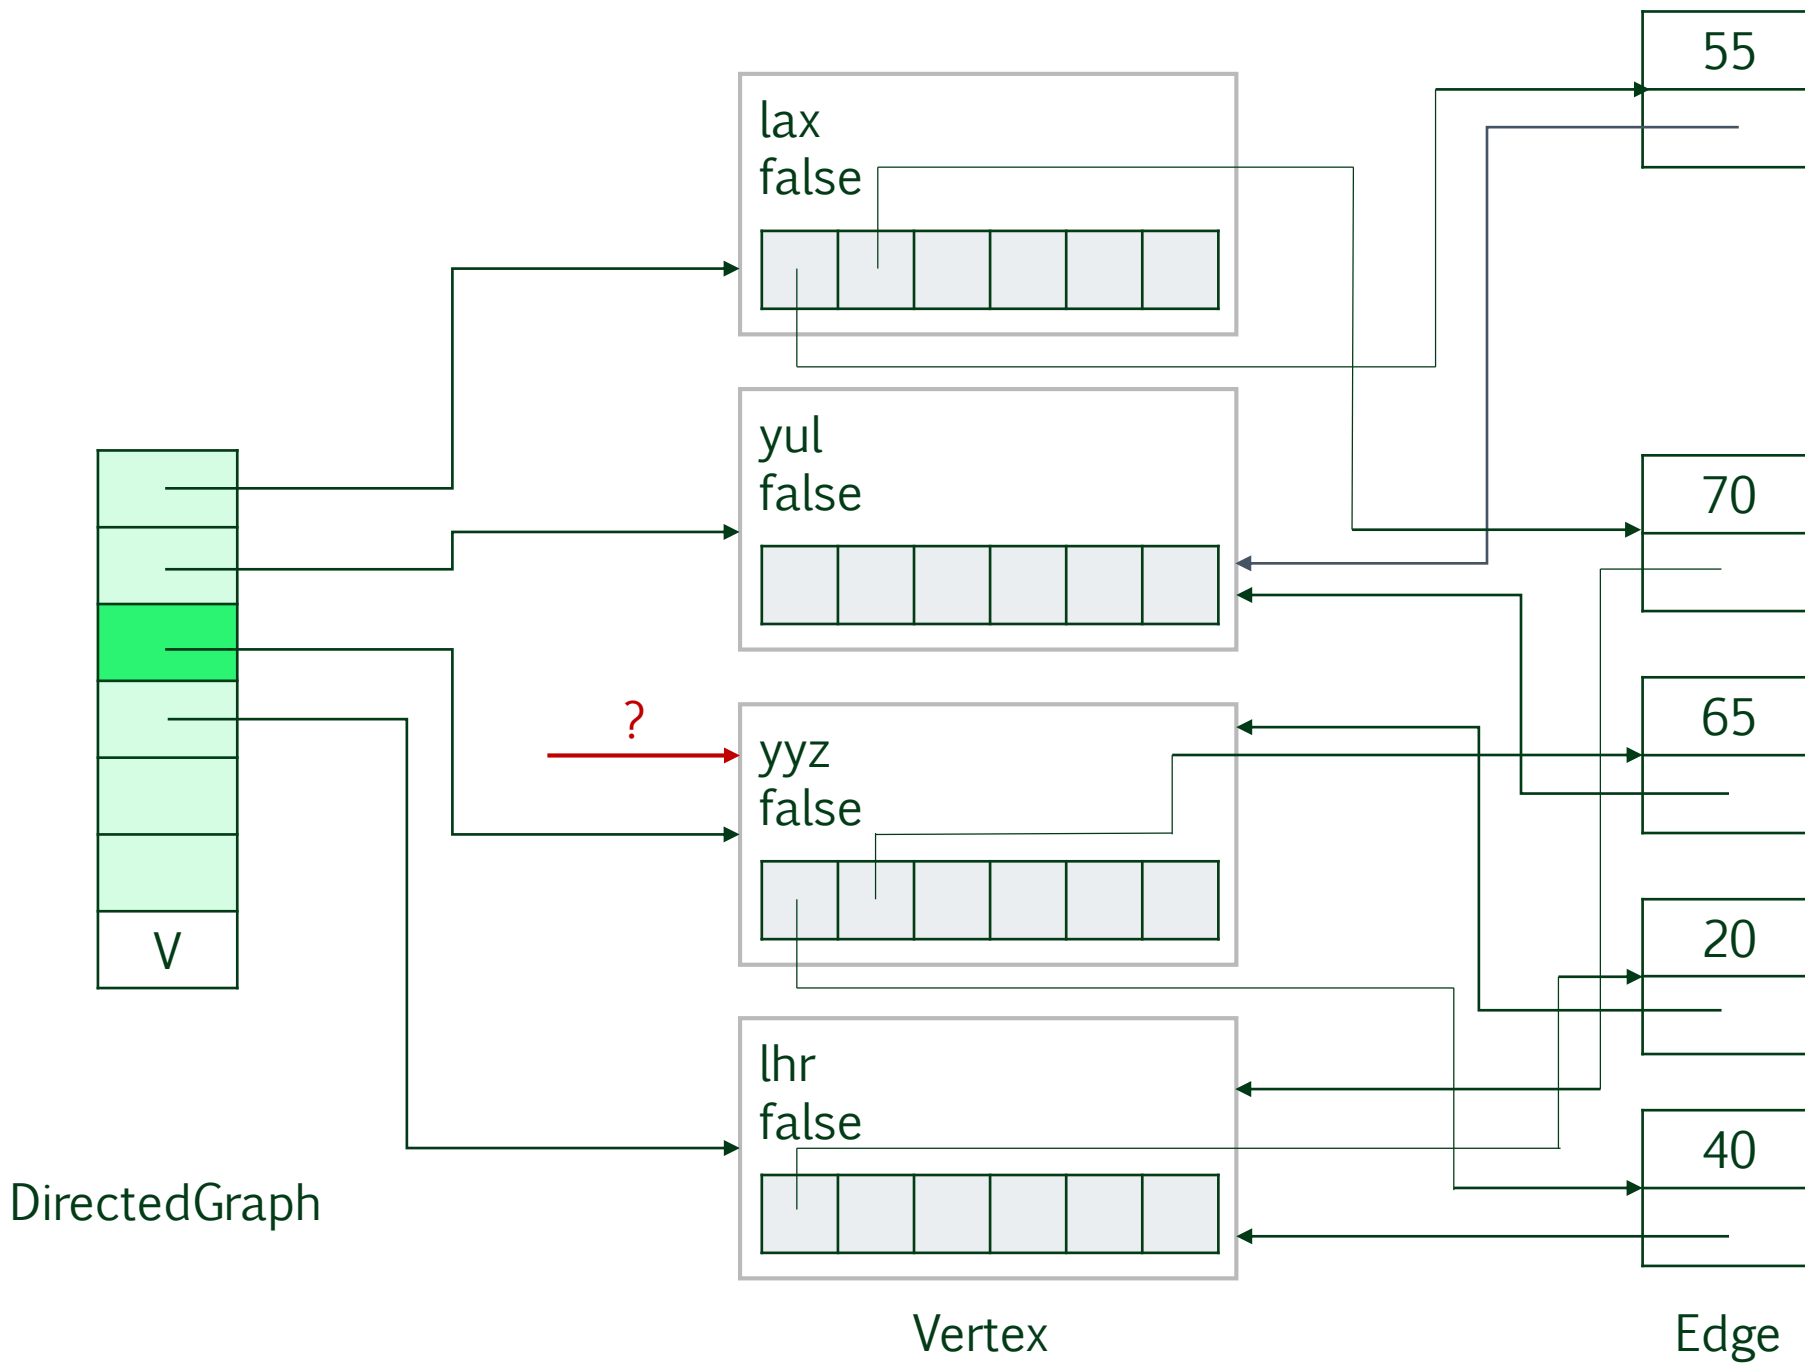 55
lax
false
yul
false
70
?
yyz
false
65
V
20
lhr
false
40
DirectedGraph
Vertex
Edge